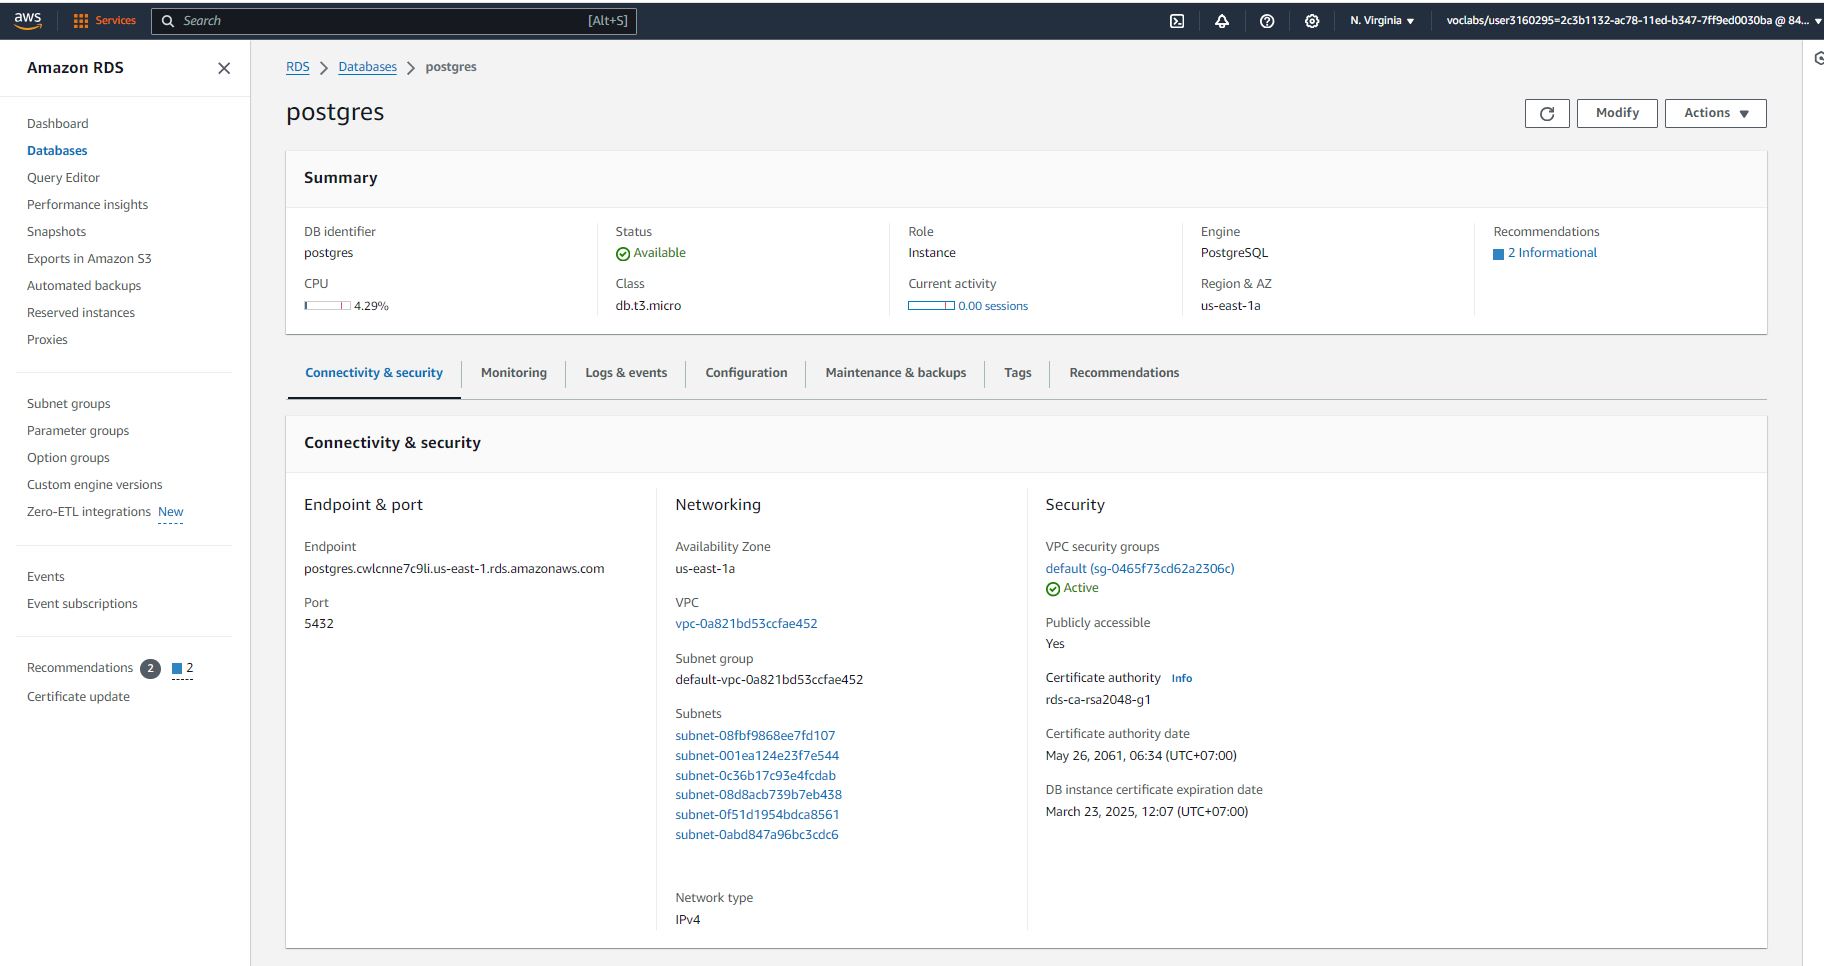 aws
Services
Search
[Alt+S]
N. Virginia
voclabs/user3160295=2c3b1132-ac78-11ed-b347-7ff9ed0030ba @ 84...
Amazon RDS
Dashboard
Databases
Query Editor
Performance insights
Snapshots
Exports in Amazon S3
Automated backups
Reserved instances
Proxies
Subnet groups
Parameter groups
Option groups
Custom engine versions
Zero-ETL integrations New
Events
Event subscriptions
Recommendations 2 2
Certificate update
RDS > Databases > postgres
postgres
Modify
Actions
Summary
DB identifier
postgres
CPU
4.29%
Status
Available
Class
db.t3.micro
Role
Instance
Current activity
0.00 sessions
Engine
PostgreSQL
Region & AZ
us-east-1a
Recommendations
2 Informational
Connectivity & security
Monitoring
Logs & events
Configuration
Maintenance & backups
Tags
Recommendations
Connectivity & security
Endpoint & port
Endpoint
postgres.cwlcnne7c9li.us-east-1.rds.amazonaws.com
Port
5432
Networking
Availability Zone
us-east-1a
VPC
vpc-0a821bd53ccfae452
Subnet group
default-vpc-0a821bd53ccfae452
Subnets
subnet-08fbf9868ee7fd107
subnet-001ea124e23f7e544
subnet-0c36b17c93e4fcdab
subnet-08d8acb739b7eb438
subnet-0f51d1954bdca8561
subnet-0abd847a96bc3cdc6
Network type
IPv4
Security
VPC security groups
default (sg-0465f73cd62a2306c)
Active
Publicly accessible
Yes
Certificate authority Info
rds-ca-rsa2048-g1
Certificate authority date
May 26, 2061, 06:34 (UTC+07:00)
DB instance certificate expiration date
March 23, 2025, 12:07 (UTC+07:00)